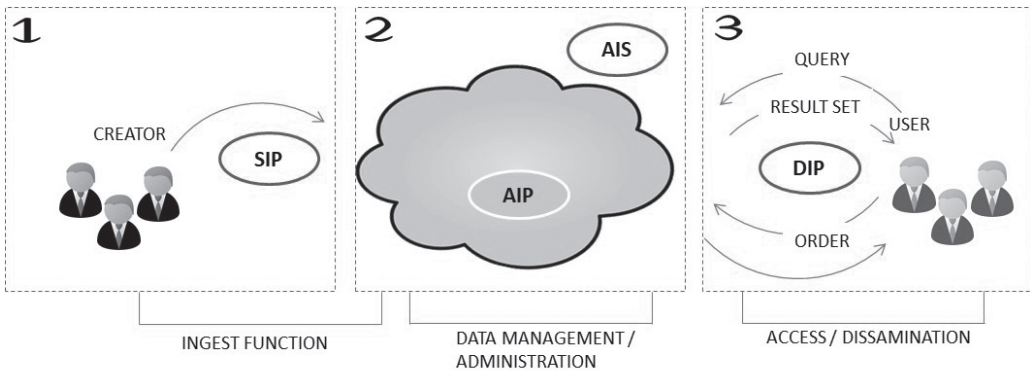 1
CREATOR
SIP
INGEST FUNCTION
2
AIS
AIP
DATA MANAGEMENT /
ADMINISTRATION
3
QUERY
RESULT SET
USER
DIP
ORDER
ACCESS / DISSAMINATION